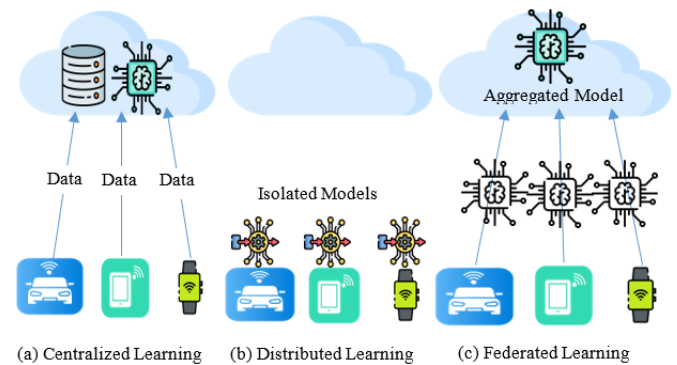 Aggregated Model
Data Data Data
Isolated Models
(a) Centralized Learning (b) Distributed Learning (c) Federated Learning